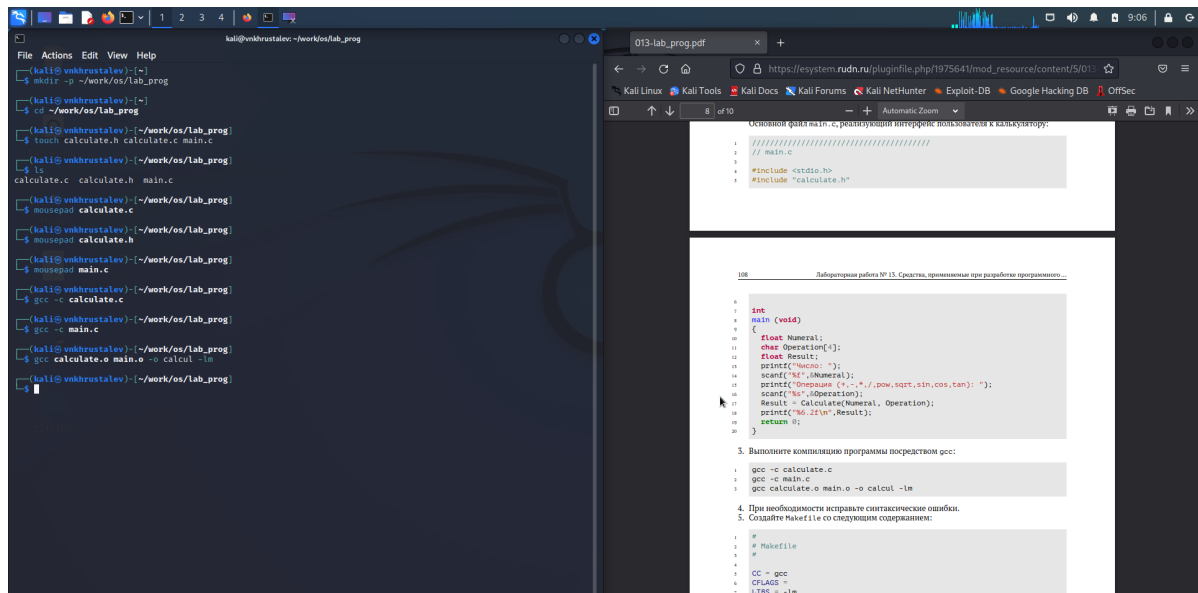 1 2 3 4
9:06
kali@vnkhrustalev: ~/work/os/lab_prog
File Actions Edit View Help
(kali㉿vnkhrustalev)-[~]
$ mkdir -p ~/work/os/lab_prog
(kali㉿vnkhrustalev)-[~]
$ cd ~/work/os/lab_prog
(kali㉿vnkhrustalev)-[~/work/os/lab_prog]
$ touch calculate.h calculate.c main.c
(kali㉿vnkhrustalev)-[~/work/os/lab_prog]
$ ls
calculate.c calculate.h main.c
(kali㉿vnkhrustalev)-[~/work/os/lab_prog]
$ mousepad calculate.c
(kali㉿vnkhrustalev)-[~/work/os/lab_prog]
$ mousepad calculate.h
(kali㉿vnkhrustalev)-[~/work/os/lab_prog]
$ mousepad main.c
(kali㉿vnkhrustalev)-[~/work/os/lab_prog]
$ gcc -c calculate.c
(kali㉿vnkhrustalev)-[~/work/os/lab_prog]
$ gcc -c main.c
(kali㉿vnkhrustalev)-[~/work/os/lab_prog]
$ gcc calculate.o main.o -o calcul -lm
(kali㉿vnkhrustalev)-[~/work/os/lab_prog]
$
013-lab_prog.pdf
https://esystem.rudn.ru/pluginfile.php/1975641/mod_resource/content/5/013
Kali Linux Kali Tools Kali Docs Kali Forums Kali NetHunter Exploit-DB Google Hacking DB OffSec
8 of 10 Automatic Zoom
Основной файл main.c, реализующий интерфейс пользователя к калькулятору:
1 ////////////////////////////////////////
2 // main.c
3
4 #include <stdio.h>
5 #include "calculate.h"
108 Лабораторная работа № 13. Средства, применяемые при разработке программного ...
6
7 int
8 main (void)
9 {
10 float Numeral;
11 char Operation[4];
12 float Result;
13 printf("Число: ");
14 scanf("%f",&Numeral);
15 printf("Операция (+,-,*,/,pow,sqrt,sin,cos,tan): ");
16 scanf("%s",&Operation);
17 Result = Calculate(Numeral, Operation);
18 printf("%6.2f\n",Result);
19 return 0;
20 }
3. Выполните компиляцию программы посредством gcc:
1 gcc -c calculate.c
2 gcc -c main.c
3 gcc calculate.o main.o -o calcul -lm
4. При необходимости исправьте синтаксические ошибки.
5. Создайте Makefile со следующим содержанием:
1 #
2 # Makefile
3 #
4
5 CC = gcc
6 CFLAGS =
7 LIBS = -lm